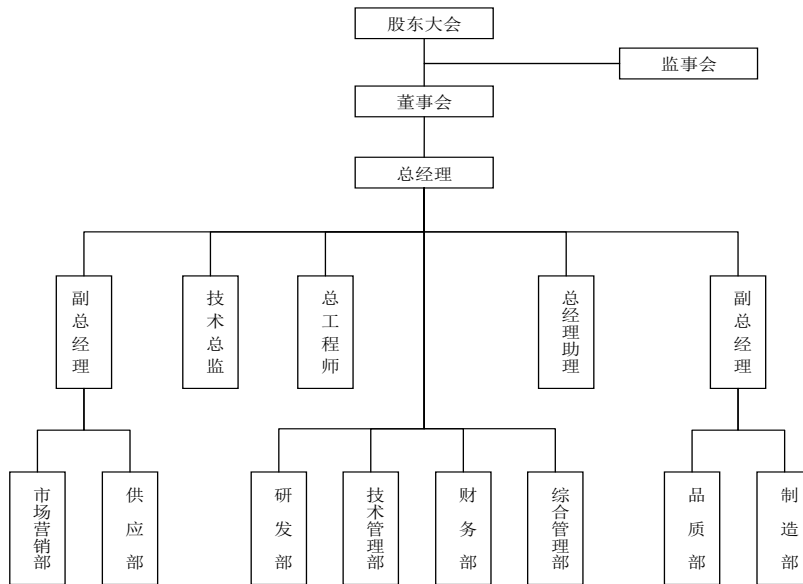 股东大会
监事会
董事会
总经理
副总经理
技术总监
总工程师
总经理助理
副总经理
市场营销部
供应部
研发部
技术管理部
财务部
综合管理部
品质部
制造部